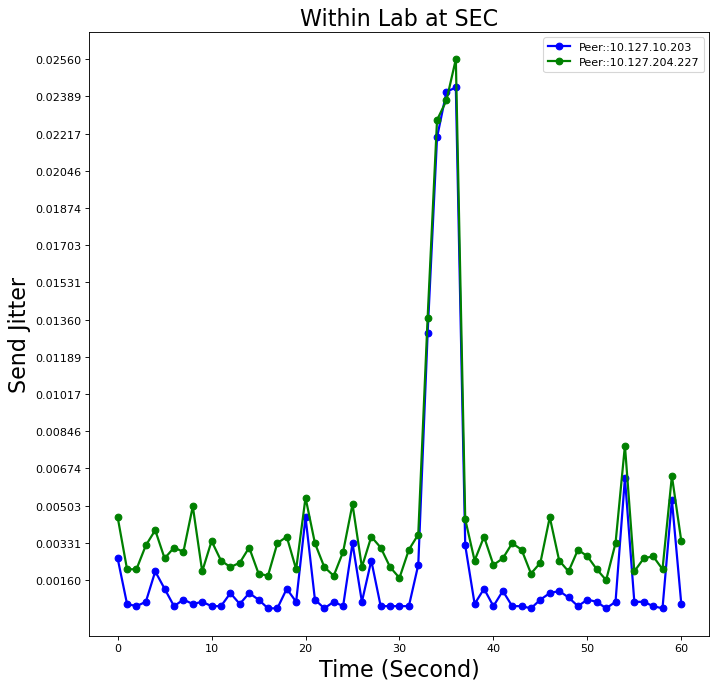 Within Lab at SEC
Peer::10.127.10.203
Peer::10.127.204.227
Send Jitter
0.02560
0.02389
0.02217
0.02046
0.01874
0.01703
0.01531
0.01360
0.01189
0.01017
0.00846
0.00674
0.00503
0.00331
0.00160
0 10 20 30 40 50 60
Time (Second)